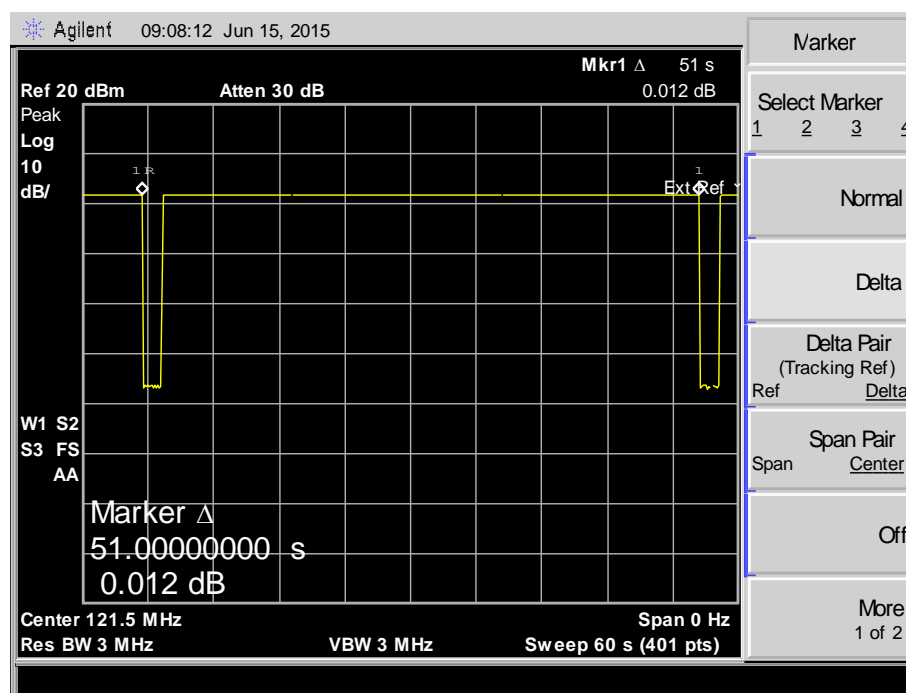 Agilent 09:08:12 Jun 15, 2015
Marker
Mkr1 Δ 51 s
Ref 20 dBm Atten 30 dB 0.012 dB
Peak
Log
10
dB/
1R
1
Ext Ref
W1 S2
S3 FS
AA
Marker Δ
51.00000000 s
0.012 dB
Center 121.5 MHz Span 0 Hz
Res BW 3 MHz VBW 3 MHz Sweep 60 s (401 pts)
Select Marker
1 2 3 4
Normal
Delta
Delta Pair
(Tracking Ref)
Ref Delta
Span Pair
Span Center
Off
More
1 of 2